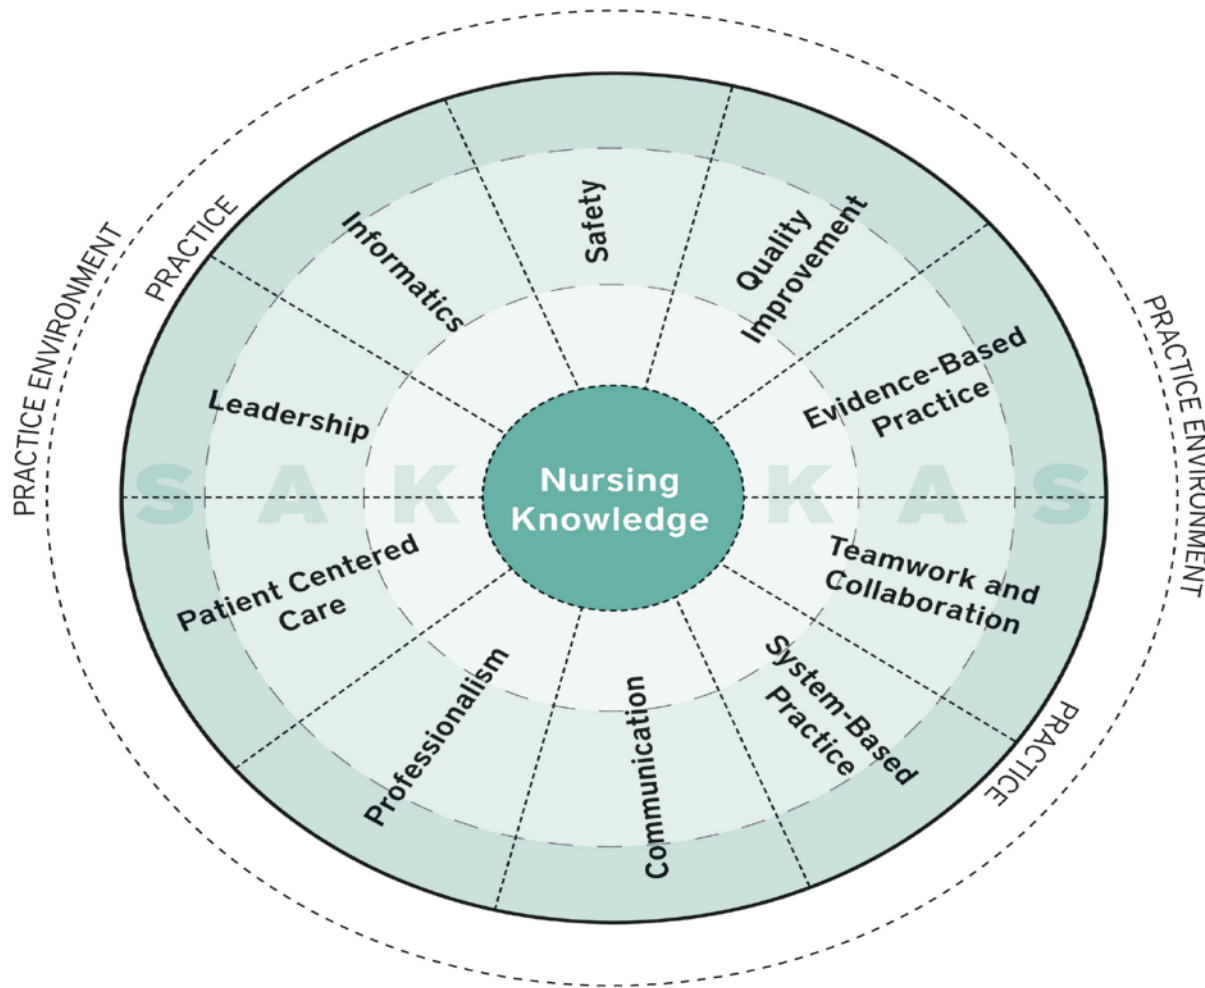 PRACTICE ENVIRONMENT
PRACTICE
Safety
Quality
Improvement
Informatics
Evidence-Based
Practice
Leadership
PRACTICE ENVIRONMENT
S A K
Nursing
Knowledge
K A S
Patient Centered
Care
Teamwork and
Collaboration
Professionalism
Communication
System-Based
Practice
PRACTICE